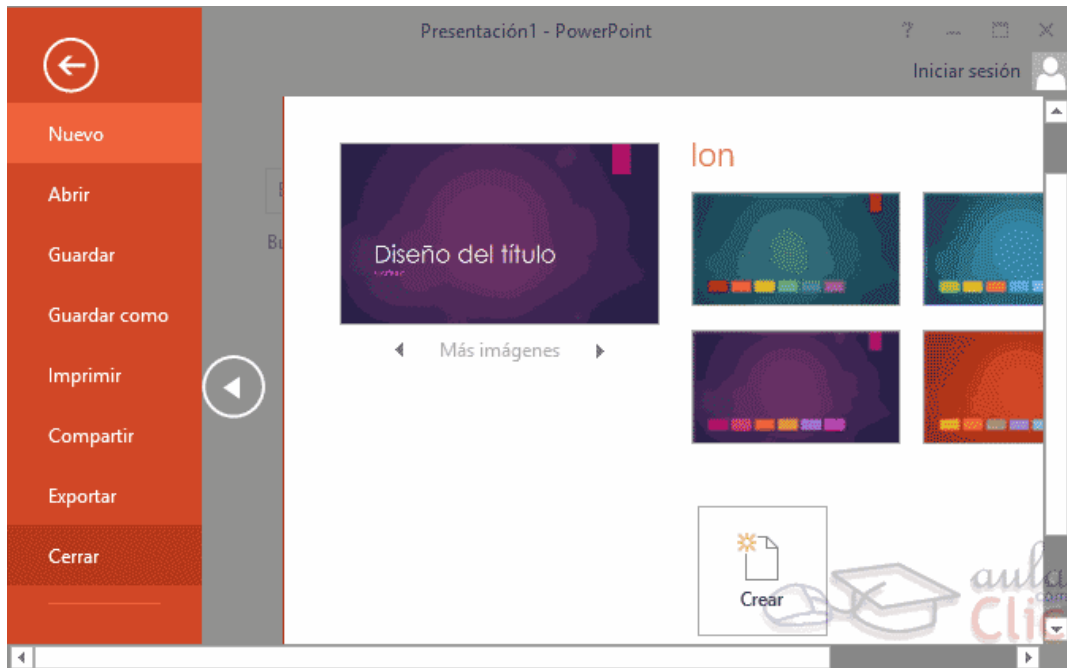 Presentación1 - PowerPoint
?
Iniciar sesión
Nuevo
Abrir
Guardar
Guardar como
Imprimir
Compartir
Exportar
Cerrar
Diseño del título
Más imágenes
Ion
Crear
aula
Clic
com